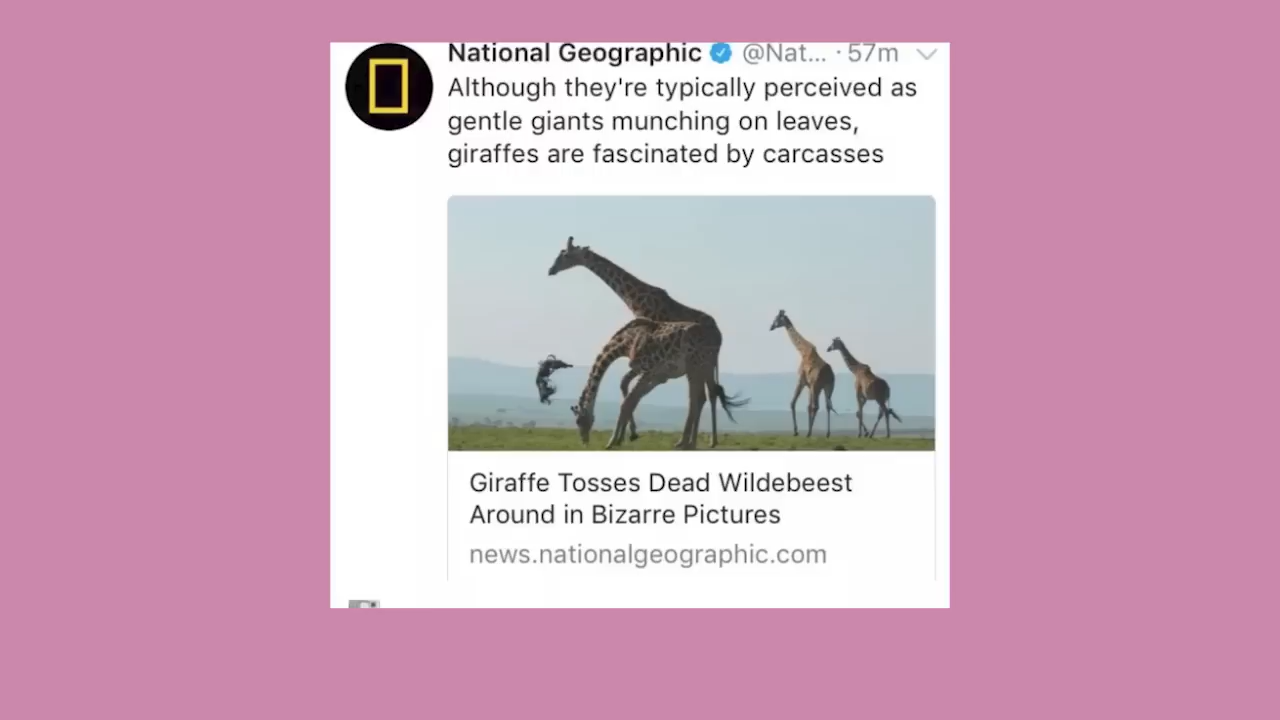 National Geographic @Nat... · 57m
Although they're typically perceived as
gentle giants munching on leaves,
giraffes are fascinated by carcasses
Giraffe Tosses Dead Wildebeest
Around in Bizarre Pictures
news.nationalgeographic.com